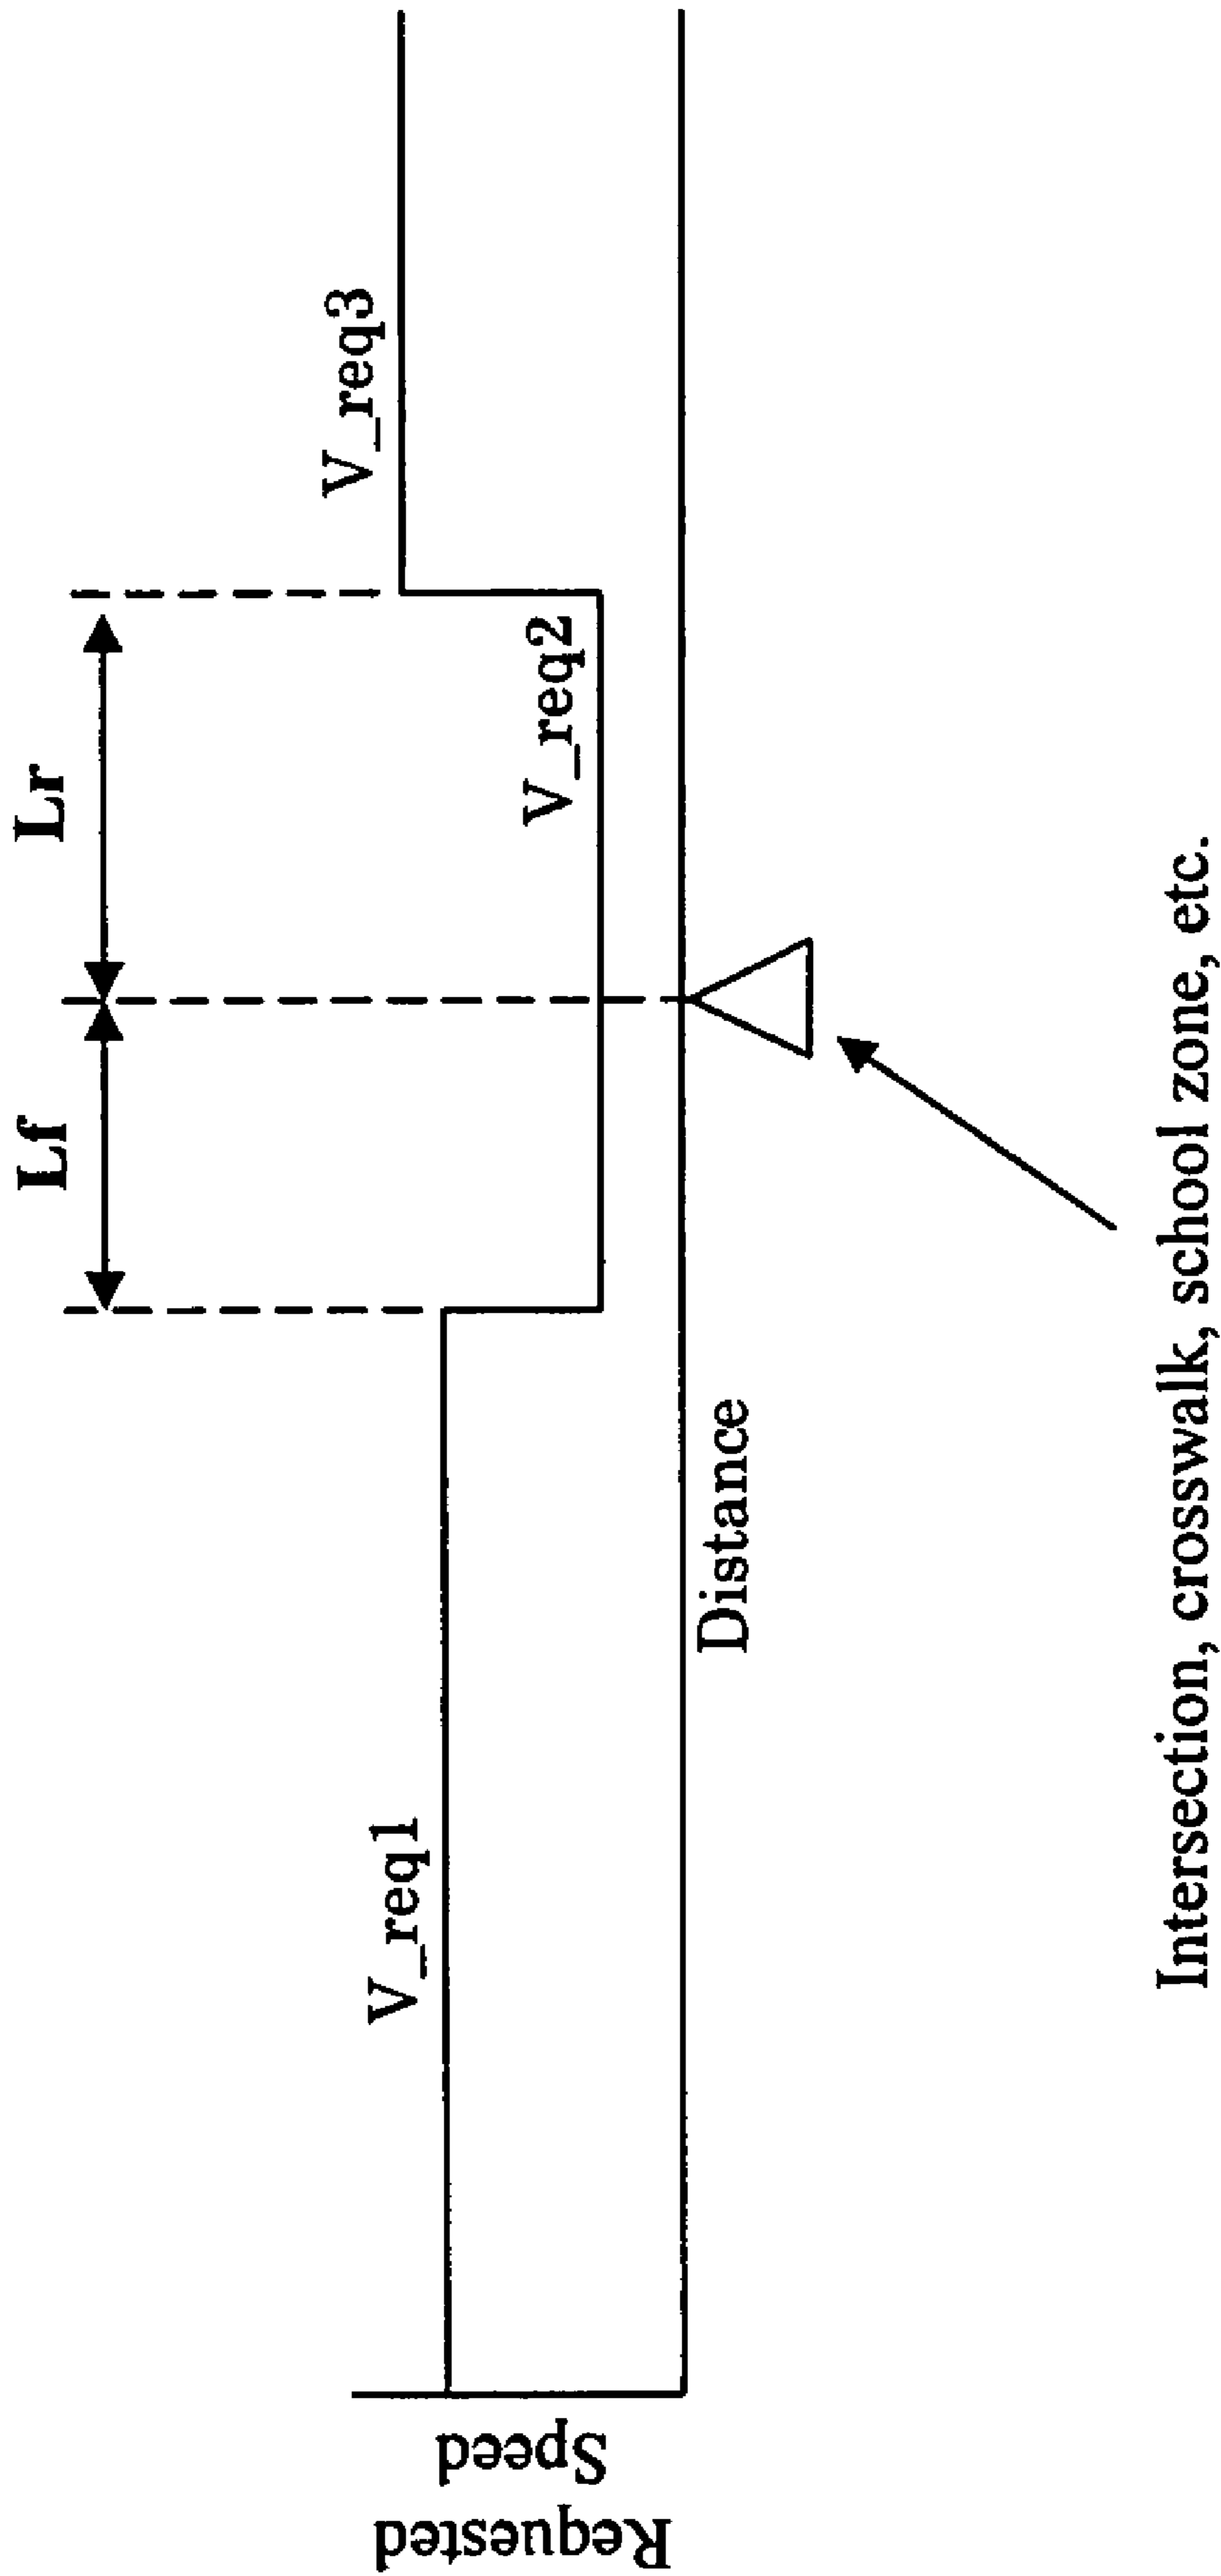 Lf
Lr
V_req1
V_req2
V_req3
Requested
Speed
Distance
Intersection, crosswalk, school zone, etc.